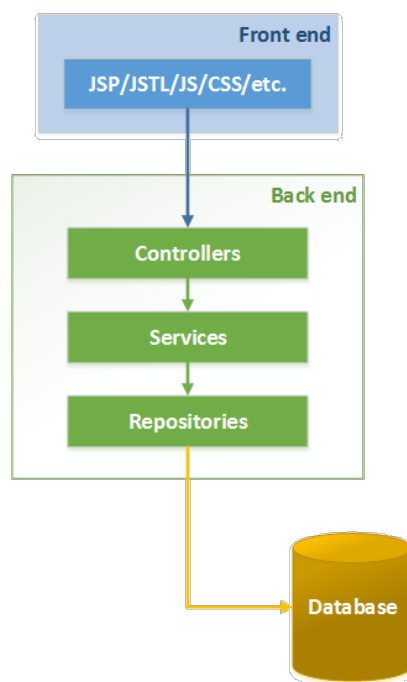 Front end
JSP/JSTL/JS/CSS/etc.
Back end
Controllers
Services
Repositories
Database